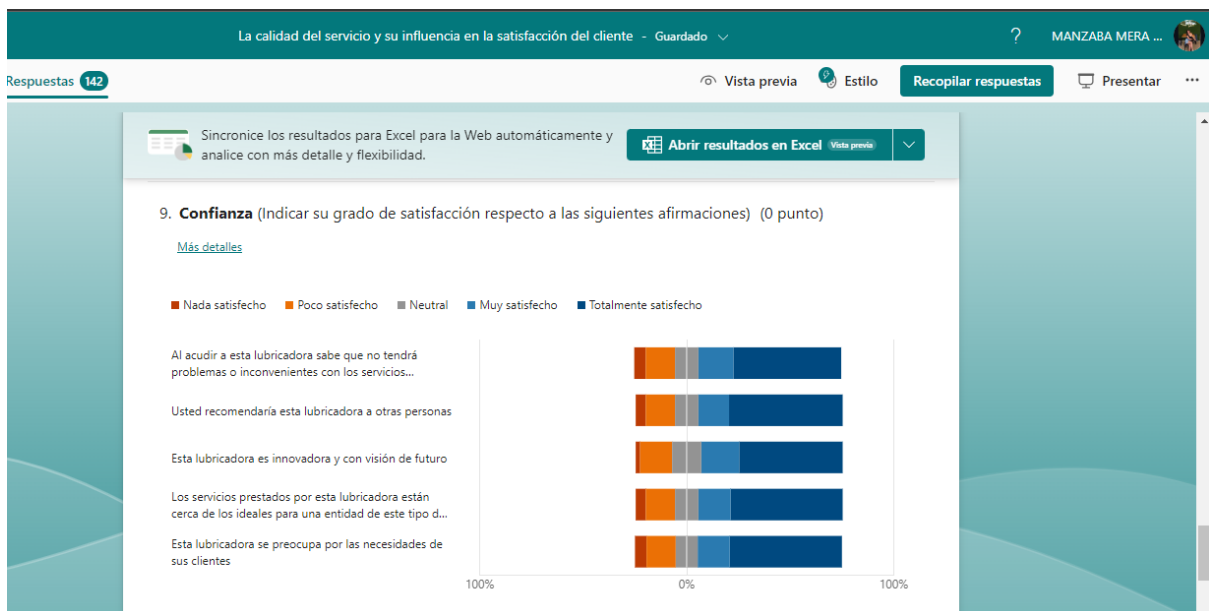 La calidad del servicio y su influencia en la satisfacción del cliente - Guardado
? MANZABA MERA ...
Respuestas 142
Vista previa
Estilo
Recopilar respuestas
Presentar
...
Sincronice los resultados para Excel para la Web automáticamente y
analice con más detalle y flexibilidad.
Abrir resultados en Excel Vista previa
9. Confianza (Indicar su grado de satisfacción respecto a las siguientes afirmaciones) (0 punto)
Más detalles
Nada satisfecho
Poco satisfecho
Neutral
Muy satisfecho
Totalmente satisfecho
Al acudir a esta lubricadora sabe que no tendrá
problemas o inconvenientes con los servicios...
Usted recomendaría esta lubricadora a otras personas
Esta lubricadora es innovadora y con visión de futuro
Los servicios prestados por esta lubricadora están
cerca de los ideales para una entidad de este tipo d...
Esta lubricadora se preocupa por las necesidades de
sus clientes
100% 0% 100%